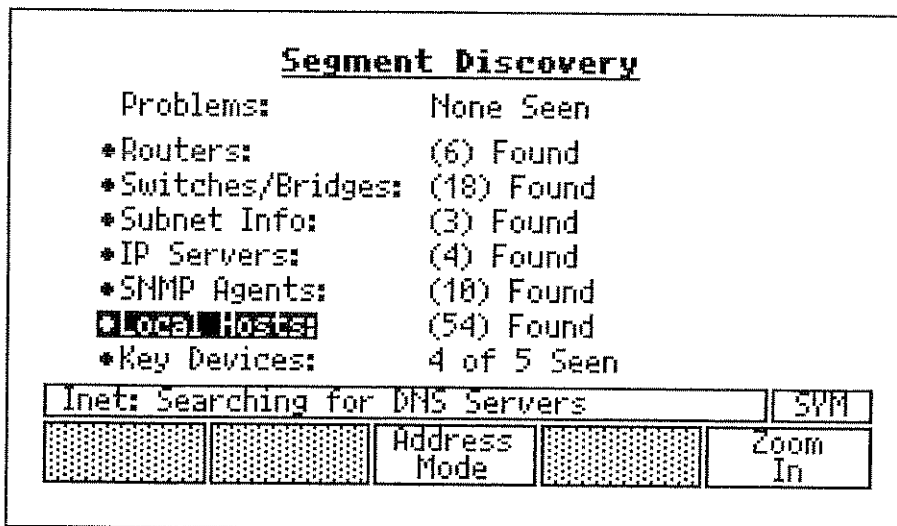 Segment Discovery
Problems: None Seen
•Routers: (6) Found
•Switches/Bridges: (18) Found
•Subnet Info: (3) Found
•IP Servers: (4) Found
•SNMP Agents: (10) Found
•Local Hosts: (54) Found
•Key Devices: 4 of 5 Seen
Inet: Searching for DNS Servers SYM
Address Mode
Zoom In